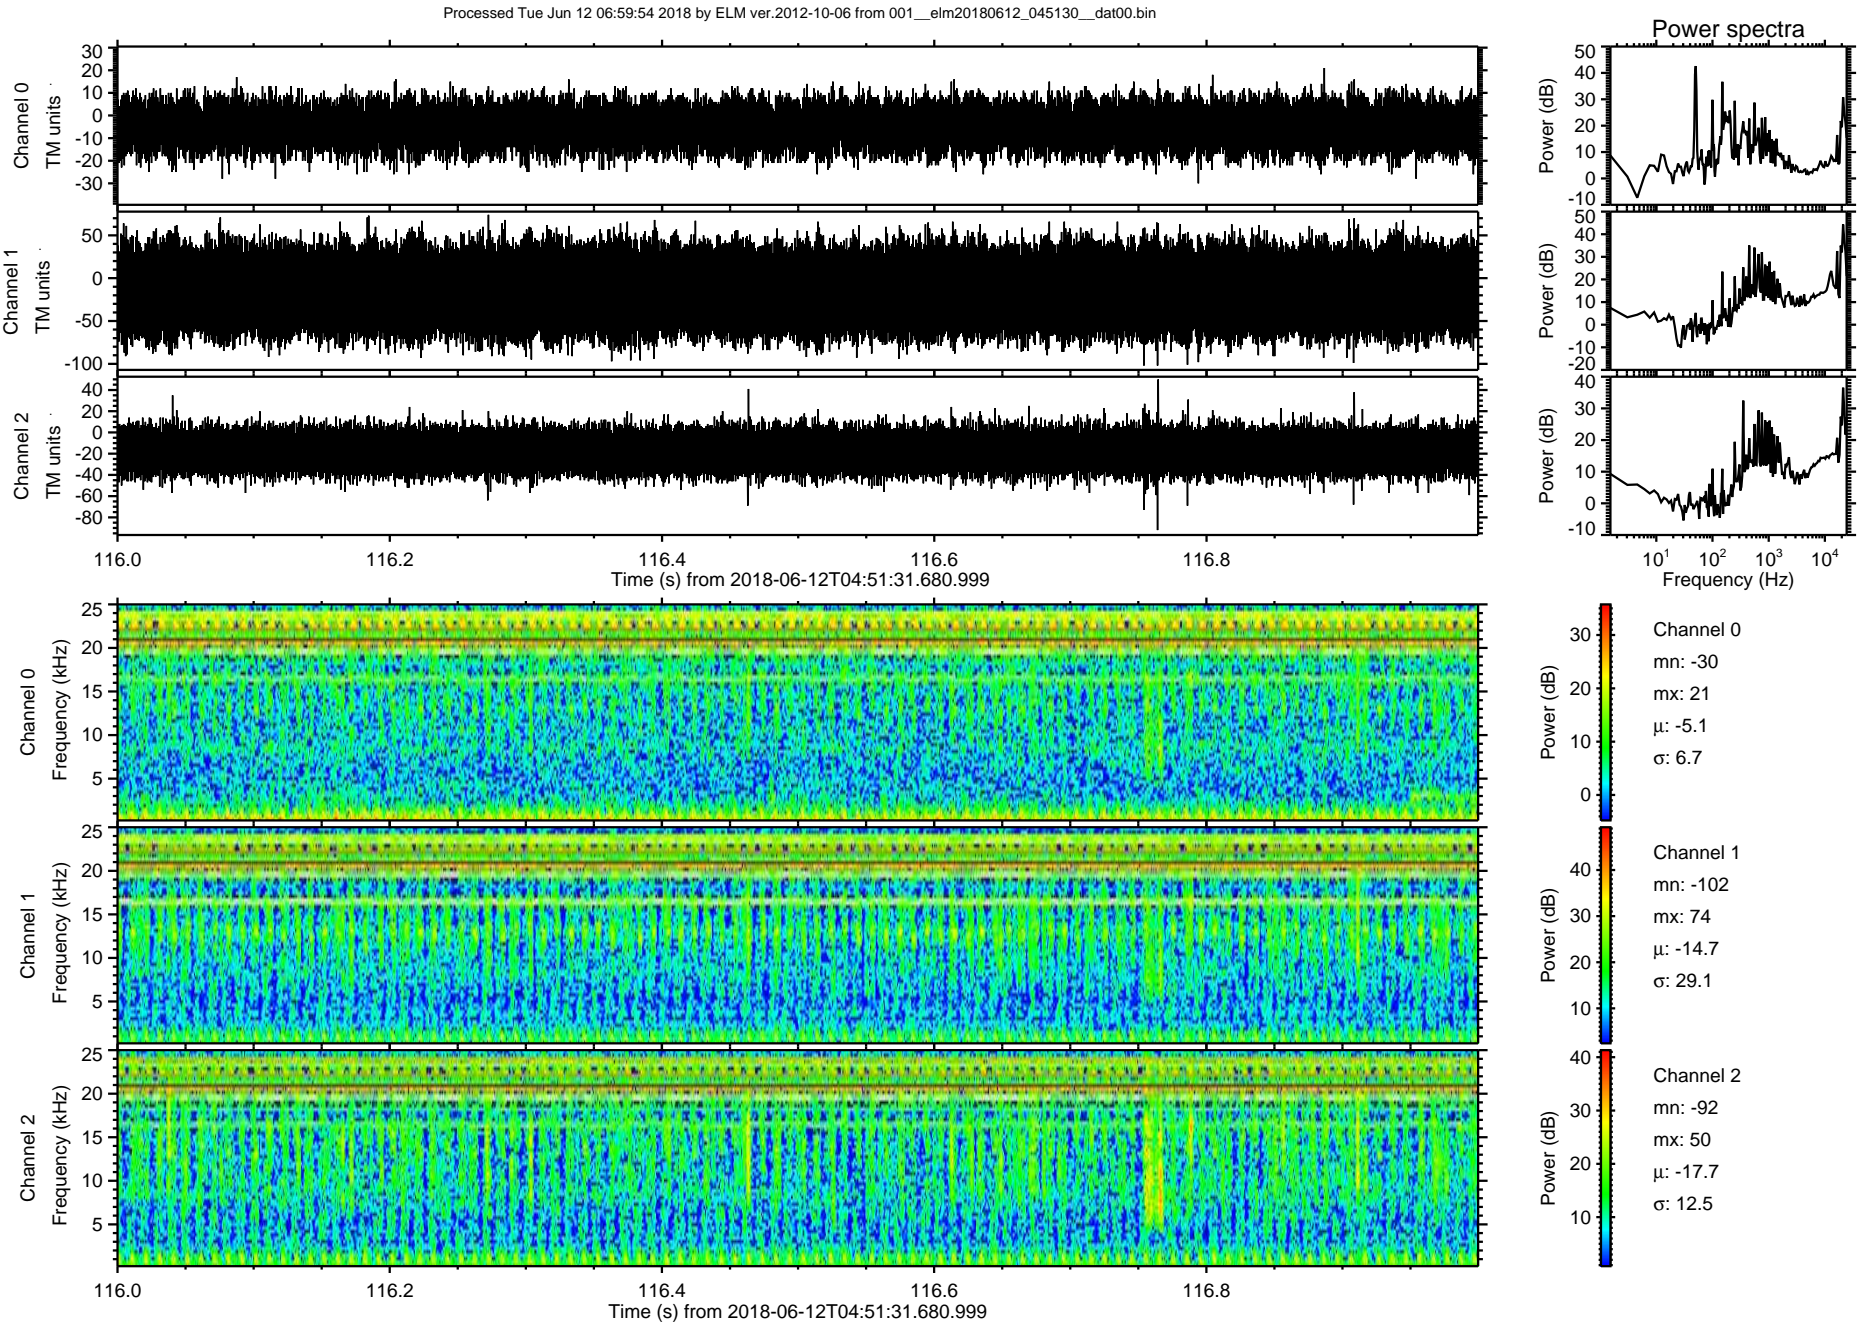 Processed Tue Jun 12 06:59:54 2018 by ELM ver.2012-10-06 from 001__elm20180612_045130__dat00.bin
Power spectra
Channel 0
TM units
30
20
10
0
-10
-20
-30
Power (dB)
50
40
30
20
10
0
-10
Channel 1
TM units
50
0
-50
-100
Power (dB)
50
40
30
20
10
0
-10
-20
Channel 2
TM units
40
20
0
-20
-40
-60
-80
Power (dB)
40
30
20
10
0
-10
116.0 116.2 116.4 116.6 116.8
Time (s) from 2018-06-12T04:51:31.680.999
10¹ 10² 10³ 10⁴
Frequency (Hz)
Channel 0
Frequency (kHz)
25
20
15
10
5
Power (dB)
30
20
10
0
Channel 0
mn: -30
mx: 21
μ: -5.1
σ: 6.7
Channel 1
Frequency (kHz)
25
20
15
10
5
Power (dB)
40
30
20
10
Channel 1
mn: -102
mx: 74
μ: -14.7
σ: 29.1
Channel 2
Frequency (kHz)
25
20
15
10
5
Power (dB)
40
30
20
10
Channel 2
mn: -92
mx: 50
μ: -17.7
σ: 12.5
116.0 116.2 116.4 116.6 116.8
Time (s) from 2018-06-12T04:51:31.680.999